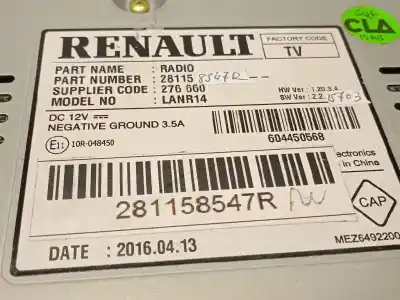 RENAULT
FACTORY CODE
TV
CLA
PART NAME : RADIO
PART NUMBER : 28115 8547R --
SUPPLIER CODE : 276 660
MODEL NO : LANR14
HW Ver : 1.20.3.4
SW Ver : 2.2.
DC 12V
NEGATIVE GROUND 3.5A
E11 10R-048450
604450568
ectronics
in China
281158547R
CAP
DATE : 2016.04.13
MEZ6492200